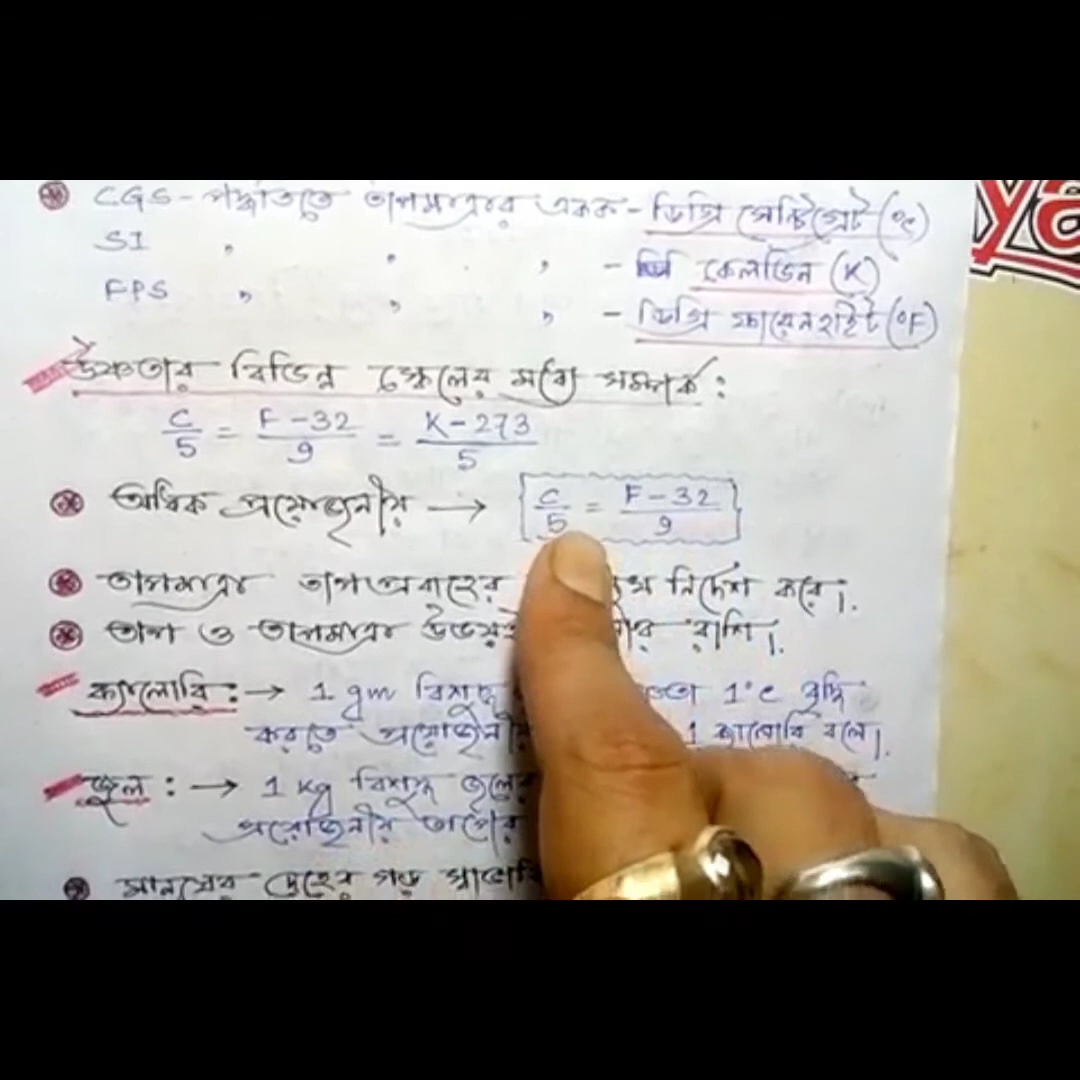 CGS - পদ্ধতিতে তাপমাত্রার একক - ডিগ্রি সেন্টিগ্রেট (°c)
SI " " " " - কেলভিন (K)
FPS " " " - ডিগ্রি ফারেনহাইট (°F)
উষ্ণতার বিভিন্ন স্কেলের মধ্যে সম্পর্ক :
C/5 = F-32/9 = K-273/5
অধিক প্রয়োজনীয় → C/5 = F-32/9
তাপমাত্রা তাপপ্রবাহের নির্দেশ করে।
তাপ ও তাপমাত্রা রাশি।
ক্যালোরি : → 1 gm বিশুদ্ধ 1°c বৃদ্ধি
করতে প্রয়োজনীয় 1 ক্যালোরি বলে।
জুল : → 1 Kg বিশুদ্ধ জলের
প্রয়োজনীয় তাপের
মানুষের দেহের গড়
ya